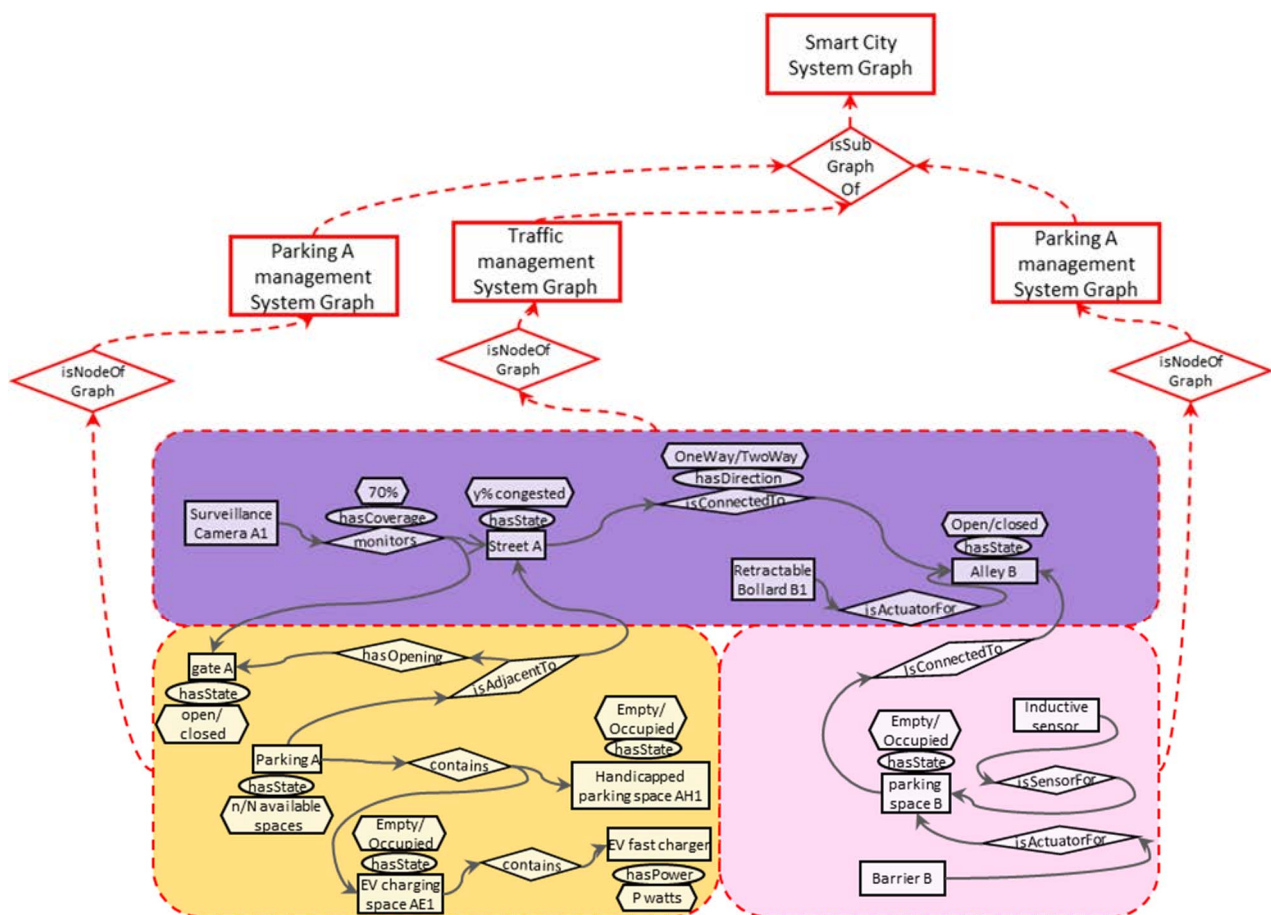 Smart City
System Graph
isSub
Graph
Of
Parking A
management
System Graph
Traffic
management
System Graph
Parking A
management
System Graph
isNodeOf
Graph
isNodeOf
Graph
isNodeOf
Graph
OneWay/TwoWay
hasDirection
isConnectedTo
70%
hasCoverage
monitors
y% congested
hasState
Street A
Surveillance
Camera A1
Open/closed
hasState
Alley B
Retractable
Bollard B1
isActuatorFor
gate A
hasState
open/
closed
hasOpening
isAdjacentTo
Parking A
hasState
n/N available
spaces
contains
Empty/
Occupied
hasState
Handicapped
parking space AH1
Empty/
Occupied
hasState
EV charging
space AE1
contains
EV fast charger
hasPower
P watts
isConnectedTo
Inductive
sensor
Empty/
Occupied
hasState
parking
space B
isSensorFor
isActuatorFor
Barrier B